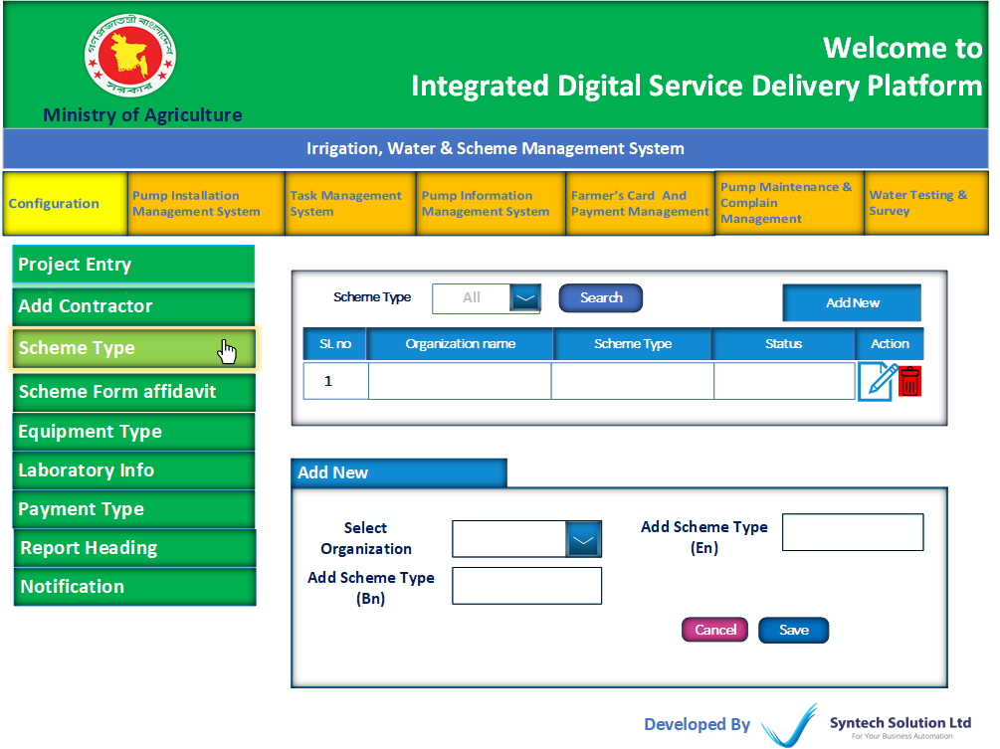 গণপ্রজাতন্ত্রী বাংলাদেশ
সরকার
Ministry of Agriculture
Welcome to
Integrated Digital Service Delivery Platform
Irrigation, Water & Scheme Management System
Configuration
Pump Installation
Management System
Task Management
System
Pump Information
Management System
Farmer's Card And
Payment Management
Pump Maintenance &
Complain
Management
Water Testing &
Survey
Project Entry
Add Contractor
Scheme Type
Scheme Form affidavit
Equipment Type
Laboratory Info
Payment Type
Report Heading
Notification
Scheme Type All Search Add New
SL no Organization name Scheme Type Status Action
1
Add New
Select
Organization
Add Scheme Type
(En)
Add Scheme Type
(Bn)
Cancel Save
Developed By
Syntech Solution Ltd
For Your Business Automation